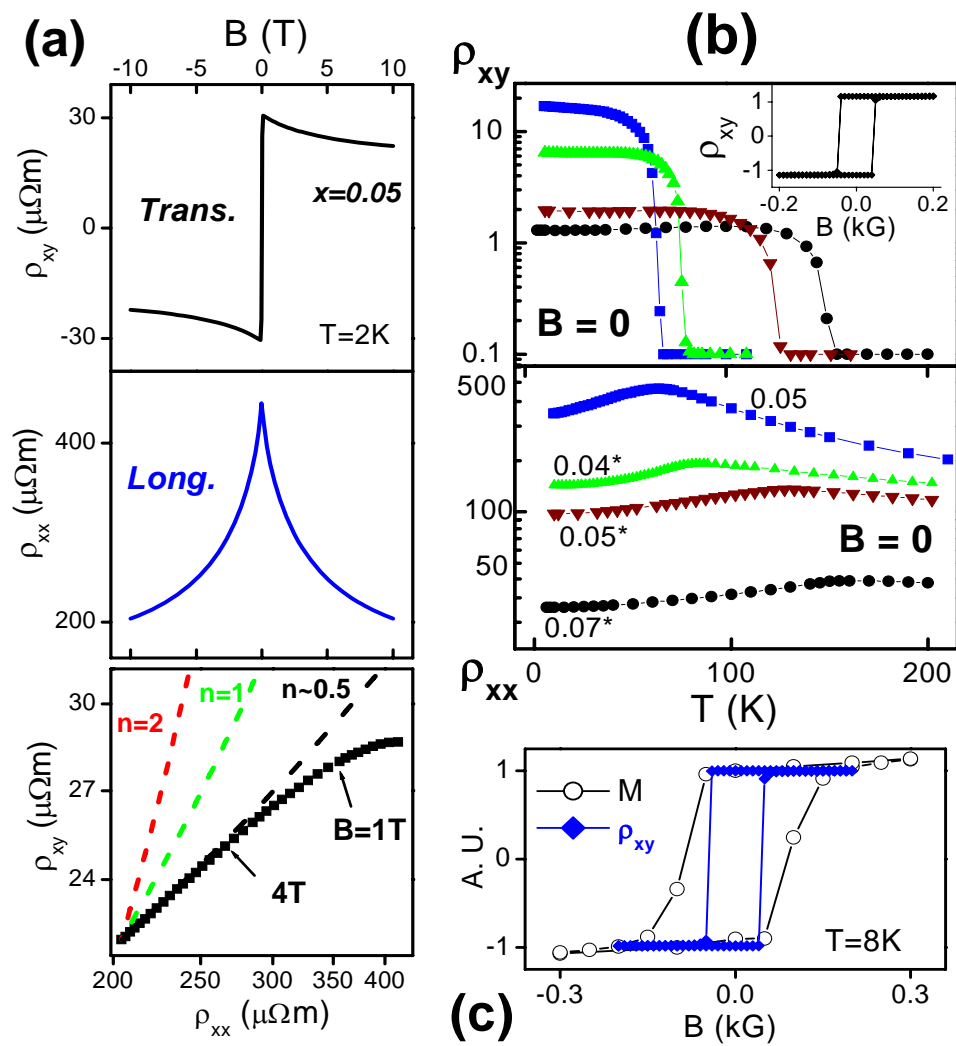 (a)
B (T)
-10 -5 0 5 10
30
0
-30
ρxy (μΩm)
Trans.
x=0.05
T=2K
400
200
ρxx (μΩm)
Long.
30
27
24
ρxy (μΩm)
n=2
n=1
n~0.5
B=1T
4T
200 250 300 350 400
ρxx (μΩm)
(b)
ρxy
10
1
0.1
B = 0
1
0
-1
ρxy
-0.2 0.0 0.2
B (kG)
500
100
50
0.05
0.04*
0.05*
0.07*
B = 0
ρxx
0 100 200
T (K)
(c)
1
0
-1
A. U.
M
ρxy
T=8K
-0.3 0.0 0.3
B (kG)